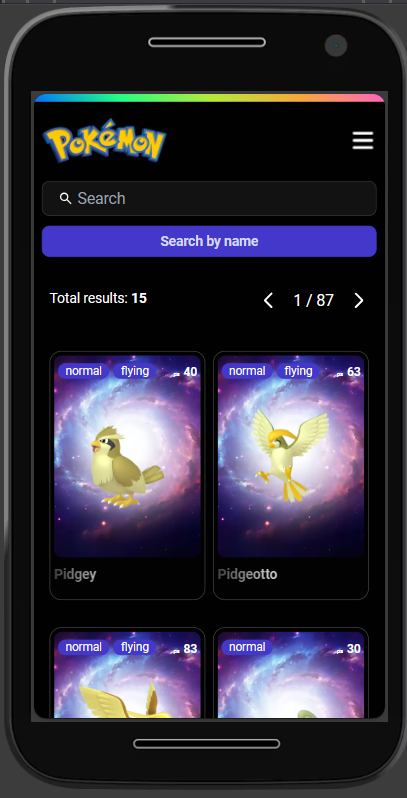 Pokémon
Search
Search by name
Total results: 15
1 / 87
normal flying 40
normal flying 63
Pidgey
Pidgeotto
normal flying 83
normal 30